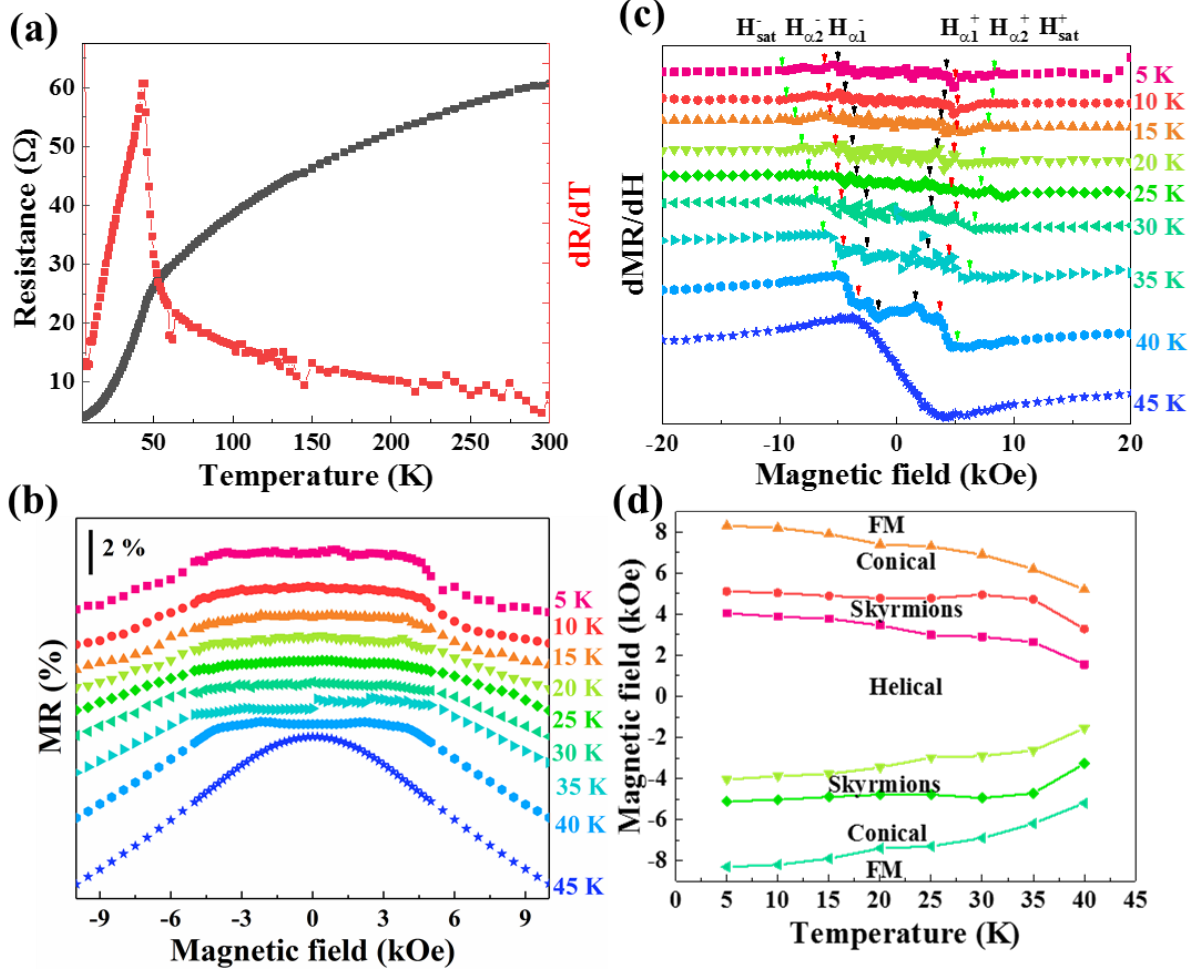 (a)
60
50
40
30
20
10
Resistance (Ω)
dR/dT
50 100 150 200 250 300
Temperature (K)
(b)
2 %
MR (%)
5 K
10 K
15 K
20 K
25 K
30 K
35 K
40 K
45 K
-9 -6 -3 0 3 6 9
Magnetic field (kOe)
(c)
H⁻sat H⁻α2 H⁻α1 H⁺α1 H⁺α2 H⁺sat
dMR/dH
5 K
10 K
15 K
20 K
25 K
30 K
35 K
40 K
45 K
-20 -10 0 10 20
Magnetic field (kOe)
(d)
8
6
4
2
0
-2
-4
-6
-8
Magnetic field (kOe)
FM
Conical
Skyrmions
Helical
Skyrmions
Conical
FM
0 5 10 15 20 25 30 35 40 45
Temperature (K)